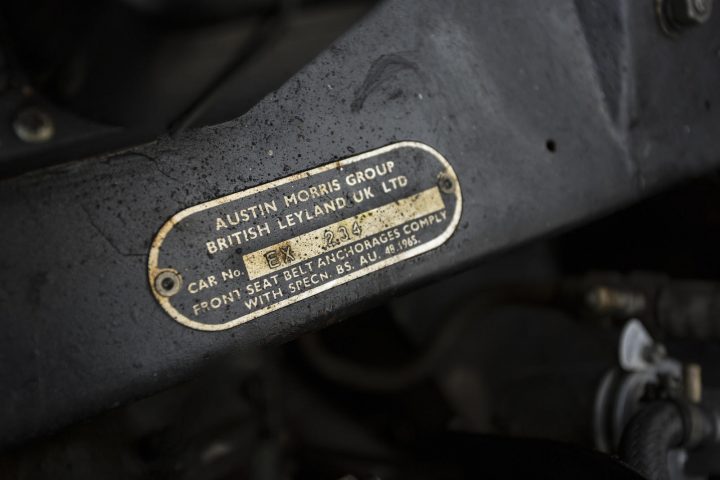 AUSTIN MORRIS GROUP
BRITISH LEYLAND UK LTD
CAR No. EX 234
FRONT SEAT BELT ANCHORAGES COMPLY
WITH SPECN. BS. AU. 48.1965.